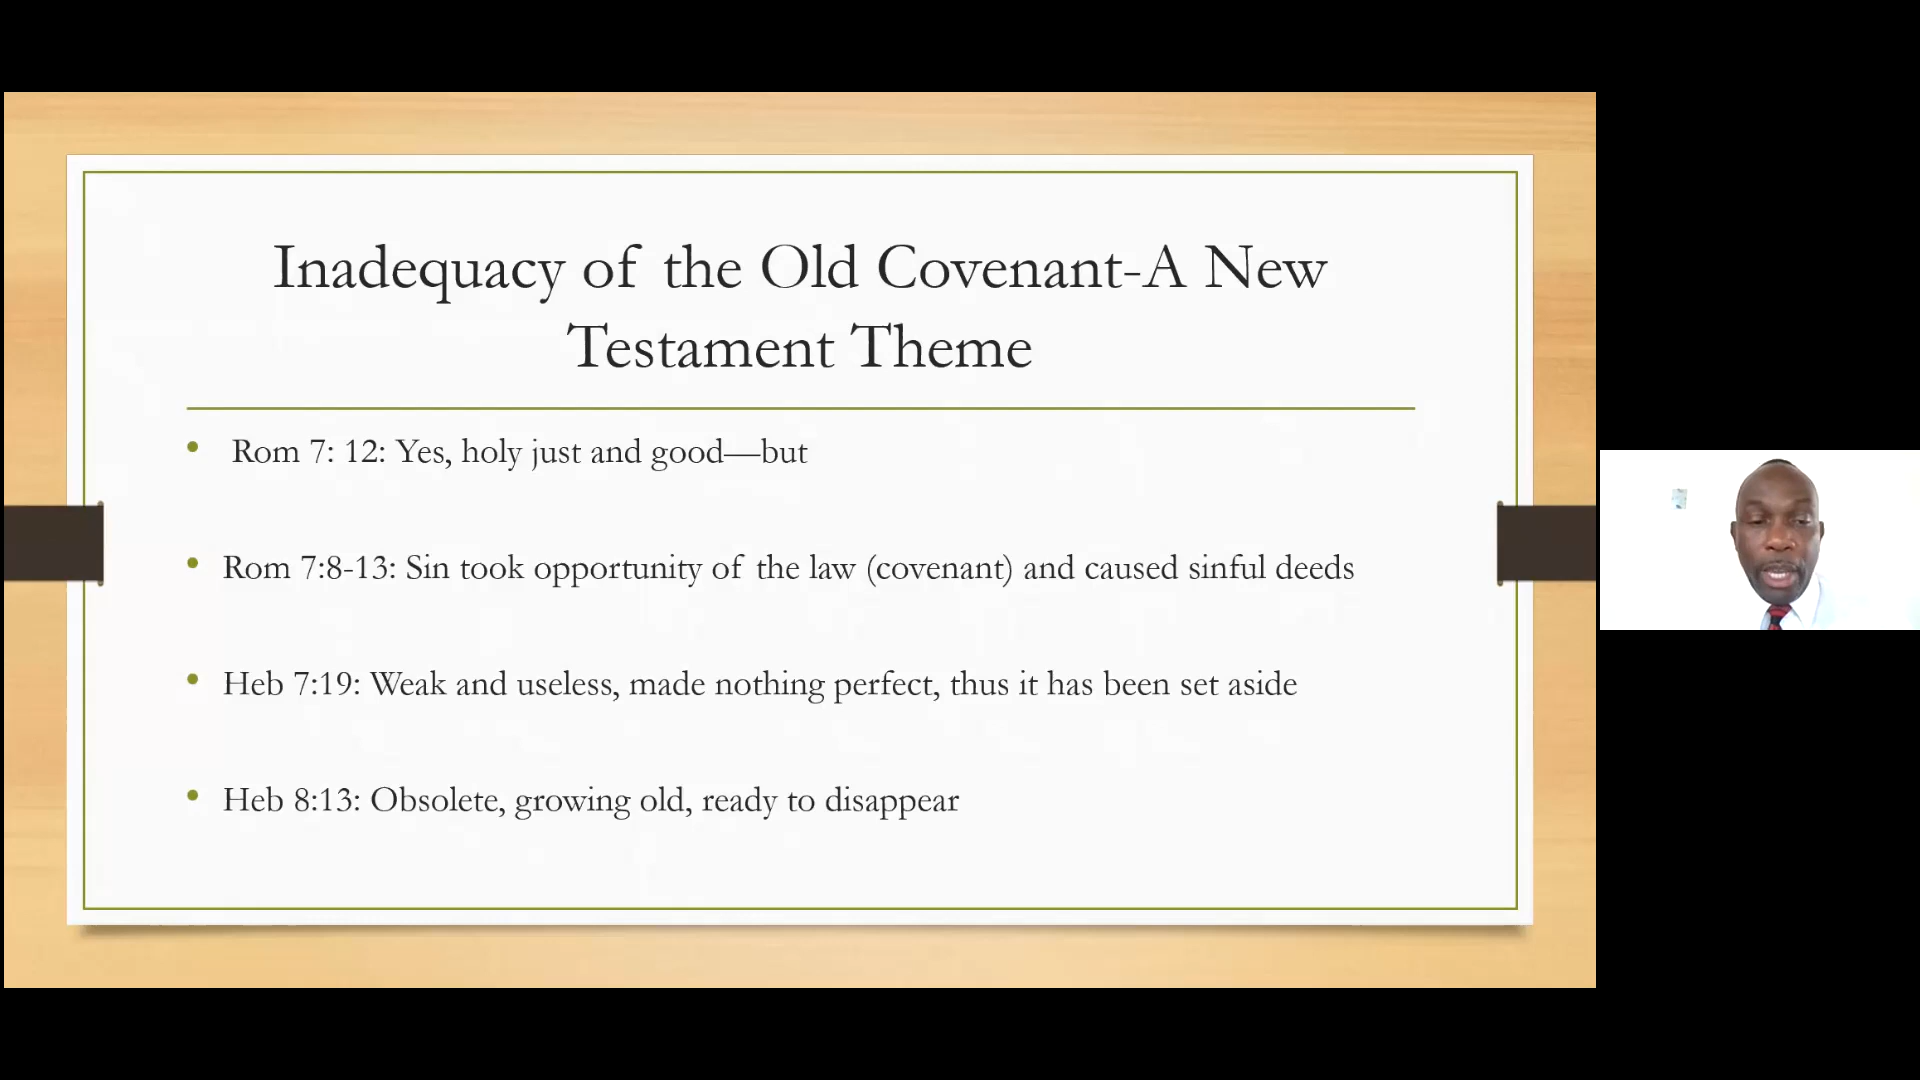 Inadequacy of the Old Covenant-A New
Testament Theme
• Rom 7: 12: Yes, holy just and good—but
• Rom 7:8-13: Sin took opportunity of the law (covenant) and caused sinful deeds
• Heb 7:19: Weak and useless, made nothing perfect, thus it has been set aside
• Heb 8:13: Obsolete, growing old, ready to disappear